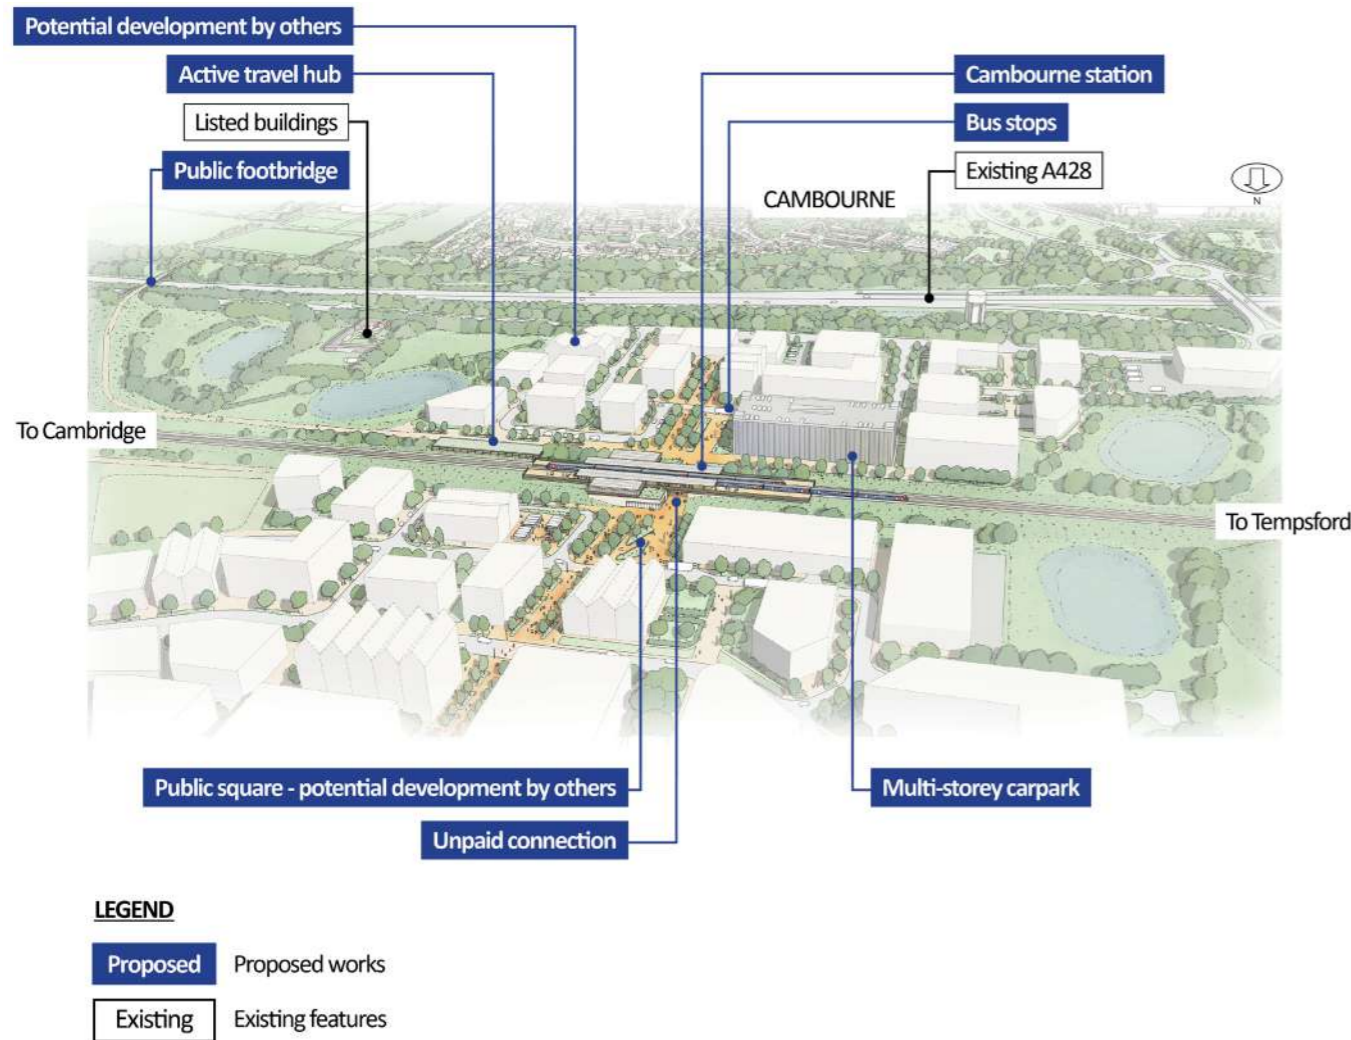 Potential development by others
Active travel hub
Listed buildings
Public footbridge
Cambourne station
Bus stops
Existing A428
N
CAMBOURNE
To Cambridge
To Tempsford
Public square - potential development by others
Unpaid connection
Multi-storey carpark
LEGEND
Proposed Proposed works
Existing Existing features